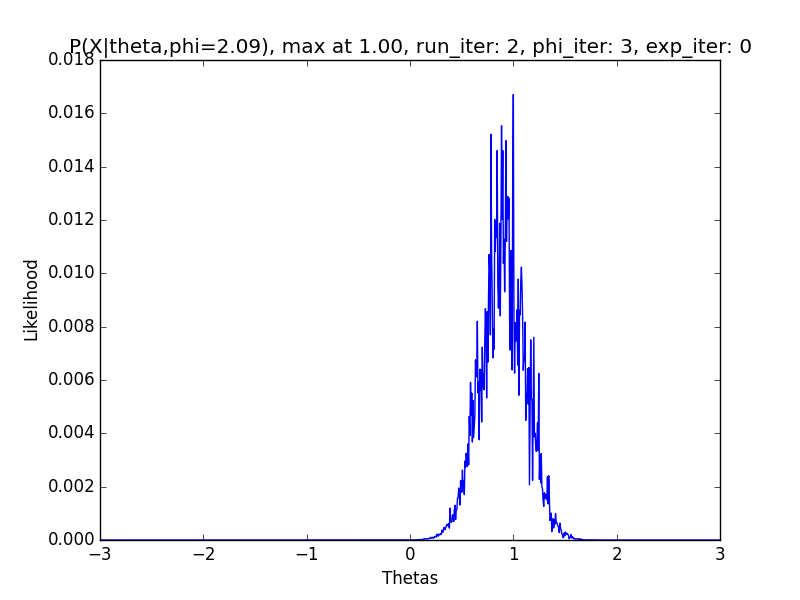 P(X|theta,phi=2.09), max at 1.00, run_iter: 2, phi_iter: 3, exp_iter: 0
0.018
0.016
0.014
0.012
0.010
0.008
0.006
0.004
0.002
0.000
Likelihood
−3 −2 −1 0 1 2 3
Thetas